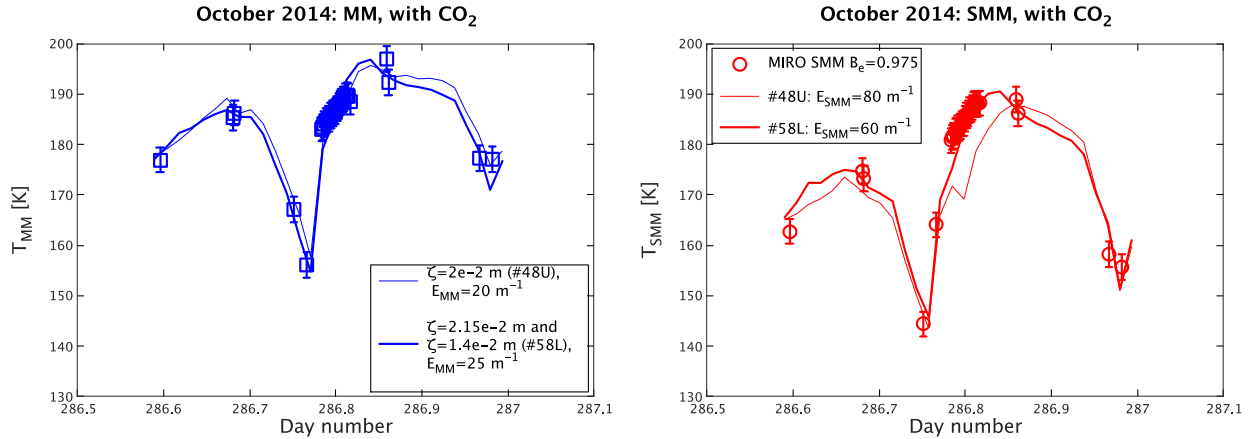 October 2014: MM, with CO₂
200
190
180
170
160
150
140
130
T_MM [K]
286.5
286.6
286.7
286.8
286.9
287
287.1
Day number
ζ=2e-2 m (#48U),
E_MM=20 m⁻¹
ζ=2.15e-2 m and
ζ=1.4e-2 m (#58L),
E_MM=25 m⁻¹
October 2014: SMM, with CO₂
200
190
180
170
160
150
140
130
T_SMM [K]
286.5
286.6
286.7
286.8
286.9
287
287.1
Day number
MIRO SMM B_e=0.975
#48U: E_SMM=80 m⁻¹
#58L: E_SMM=60 m⁻¹